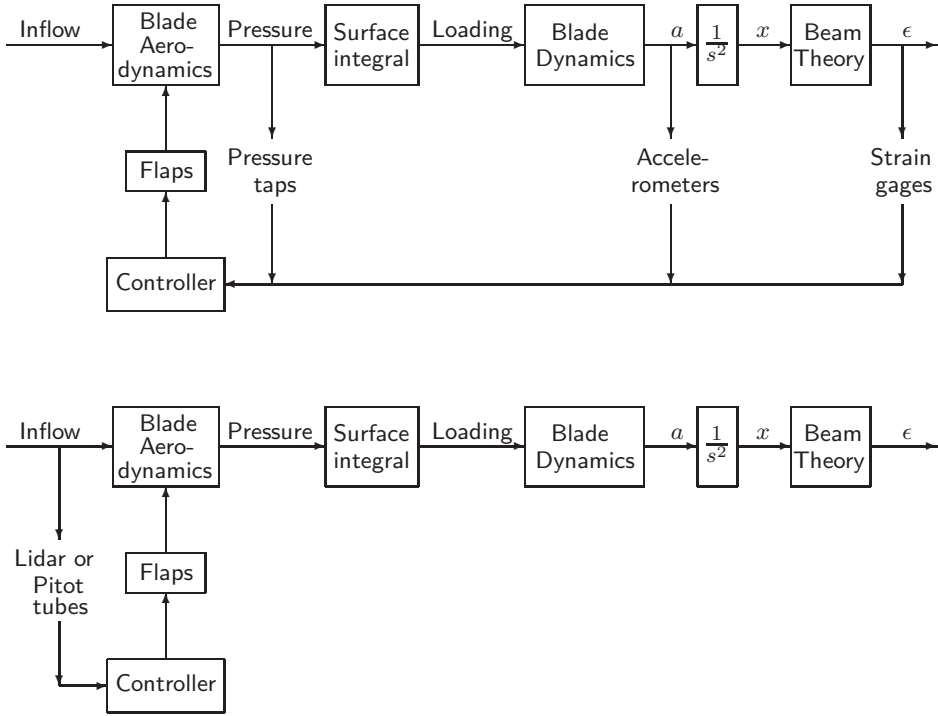 Inflow
Blade
Aero-
dynamics
Pressure
Surface
integral
Loading
Blade
Dynamics
a
1
s²
x
Beam
Theory
ϵ
Flaps
Pressure
taps
Accele-
rometers
Strain
gages
Controller
Inflow
Blade
Aero-
dynamics
Pressure
Surface
integral
Loading
Blade
Dynamics
a
1
s²
x
Beam
Theory
ϵ
Lidar or
Pitot
tubes
Flaps
Controller